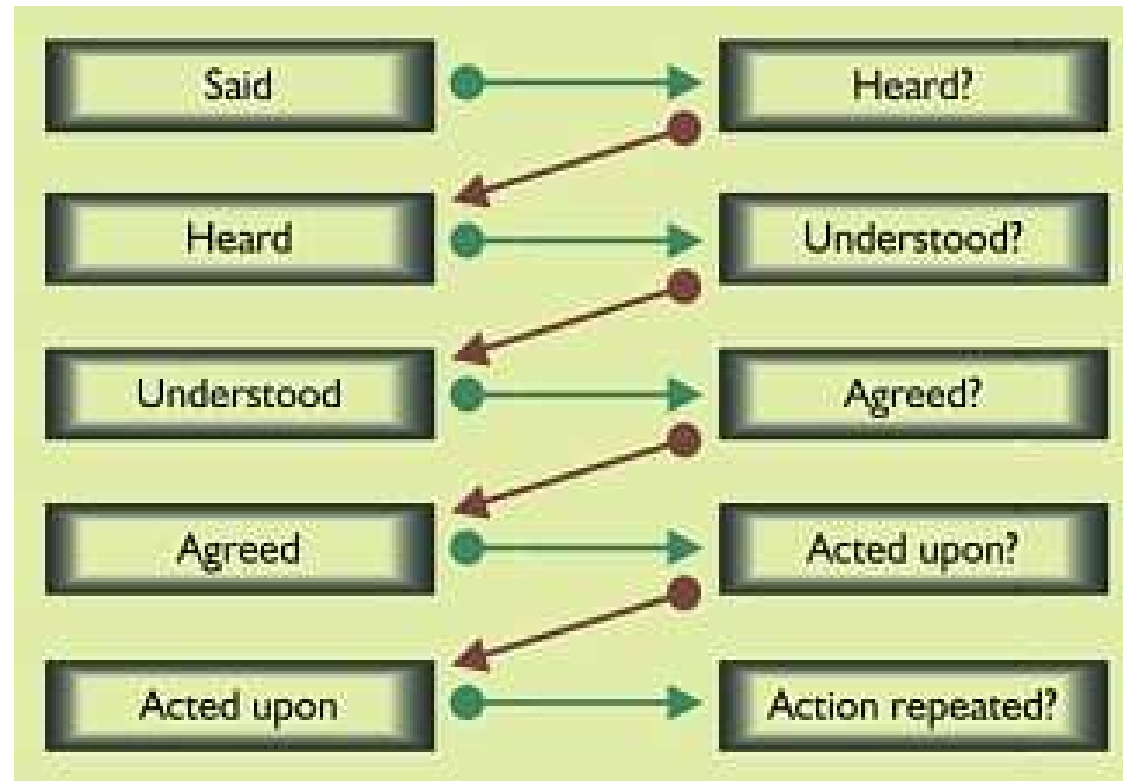 Said
Heard?
Heard
Understood?
Understood
Agreed?
Agreed
Acted upon?
Acted upon
Action repeated?